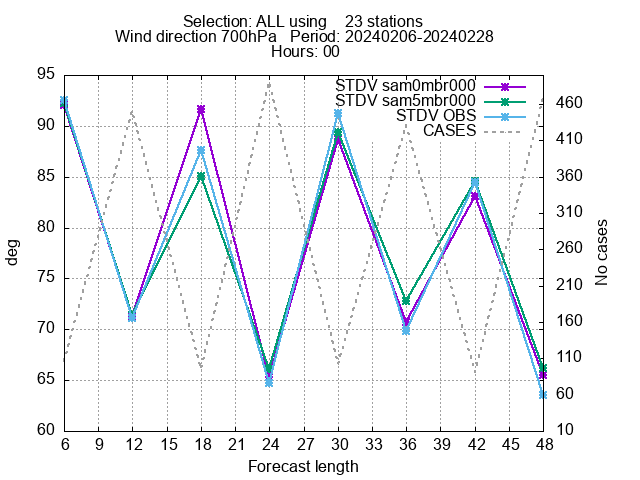 Selection: ALL using    23 stations
Wind direction 700hPa   Period: 20240206-20240228
Hours: 00
STDV sam0mbr000
STDV sam5mbr000
STDV OBS
CASES
95
90
85
80
75
70
65
60
deg
460
410
360
310
260
210
160
110
60
10
No cases
6 9 12 15 18 21 24 27 30 33 36 39 42 45 48
Forecast length